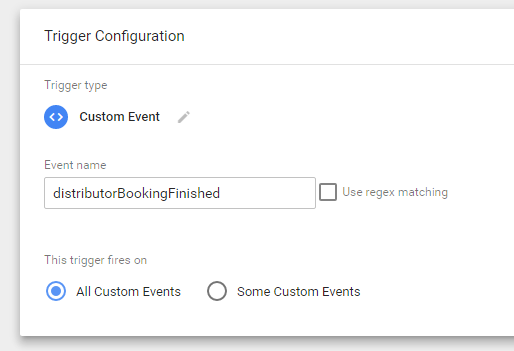 Trigger Configuration
Trigger type
Custom Event
Event name
distributorBookingFinished
Use regex matching
This trigger fires on
All Custom Events
Some Custom Events